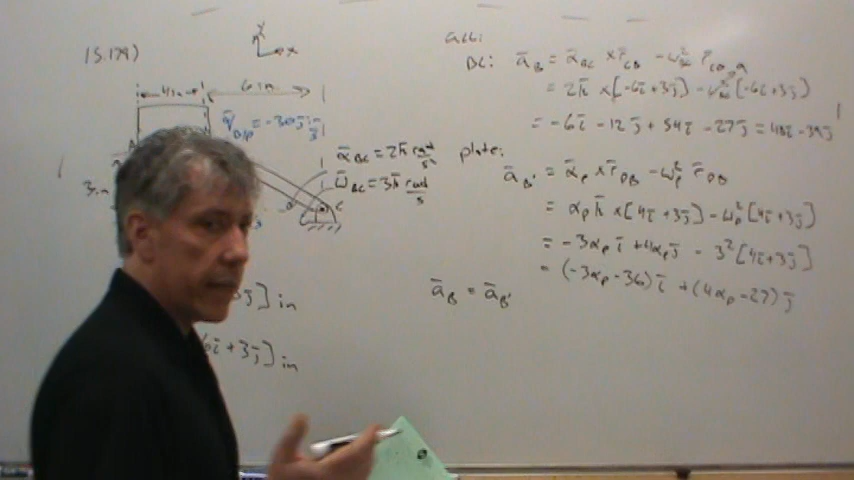 15.179)
Y
x
4in
6in
v̄_B/P = -30j̄ in/s
3in
ᾱ_BC = 2k̄ rad/s²
ω̄_BC = 3k̄ rad/s
C
j̄] in
6ī + 3j̄] in
acc:
BC: ā_B = ᾱ_BC × r̄_CB - ω²_BC r̄_CB
= 2k̄ × [-6ī+3j̄] - ω²_BC [-6ī+3j̄]
= -6ī - 12j̄ + 54ī - 27j̄ = 48ī - 39j̄
plate:
ā_B' = ᾱ_P × r̄_DB - ω²_P r̄_DB
= α_P k̄ × [4ī+3j̄] - ω²_P [4ī+3j̄]
= -3α_P ī + 4α_P j̄ - 3² [4ī+3j̄]
= (-3α_P - 36) ī + (4α_P - 27) j̄
ā_B = ā_B'